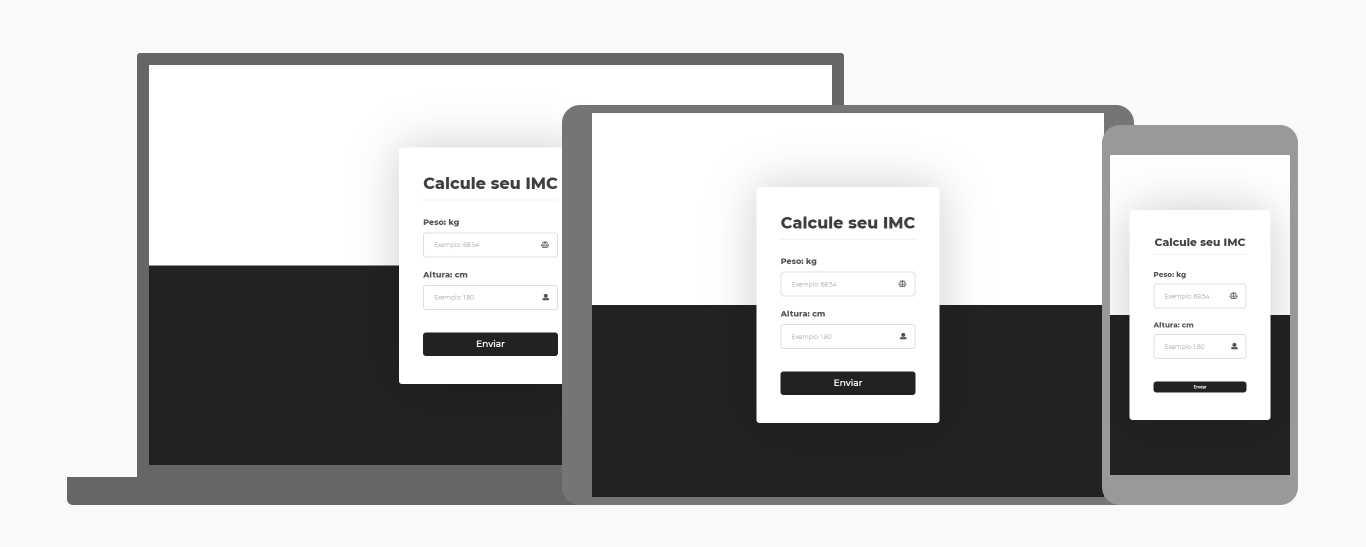 Calcule seu IMC
Peso: kg
Exemplo: 68.54
Altura: cm
Exemplo: 1.80
Enviar
Calcule seu IMC
Peso: kg
Exemplo: 68.54
Altura: cm
Exemplo: 1.80
Enviar
Calcule seu IMC
Peso: kg
Exemplo: 68.54
Altura: cm
Exemplo: 1.80
Enviar